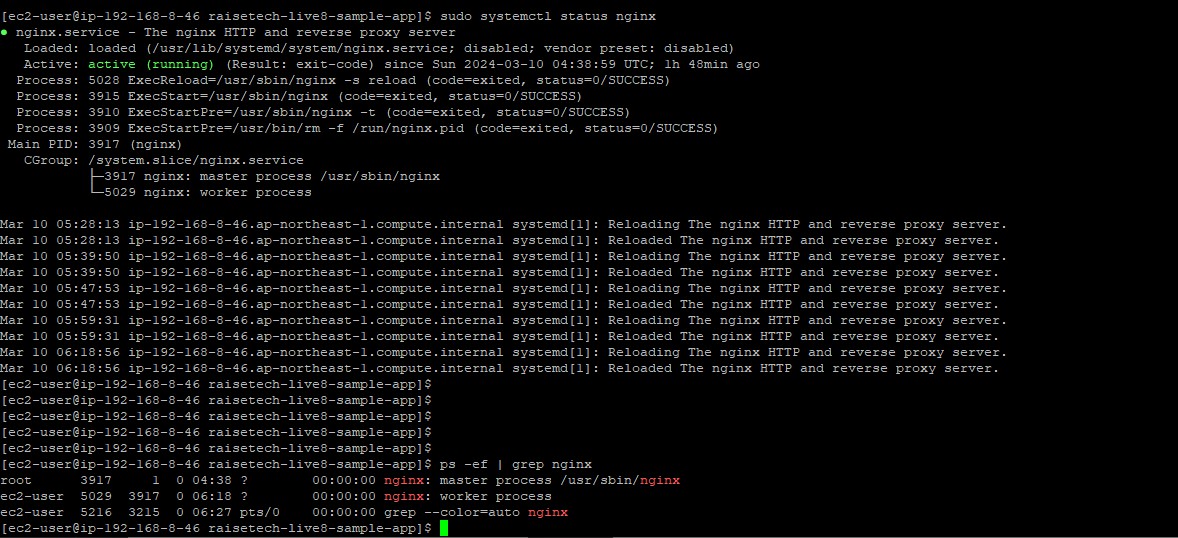 [ec2-user@ip-192-168-8-46 raisetech-live8-sample-app]$ sudo systemctl status nginx
● nginx.service - The nginx HTTP and reverse proxy server
   Loaded: loaded (/usr/lib/systemd/system/nginx.service; disabled; vendor preset: disabled)
   Active: active (running) (Result: exit-code) since Sun 2024-03-10 04:38:59 UTC; 1h 48min ago
  Process: 5028 ExecReload=/usr/sbin/nginx -s reload (code=exited, status=0/SUCCESS)
  Process: 3915 ExecStart=/usr/sbin/nginx (code=exited, status=0/SUCCESS)
  Process: 3910 ExecStartPre=/usr/sbin/nginx -t (code=exited, status=0/SUCCESS)
  Process: 3909 ExecStartPre=/usr/bin/rm -f /run/nginx.pid (code=exited, status=0/SUCCESS)
 Main PID: 3917 (nginx)
   CGroup: /system.slice/nginx.service
           ├─3917 nginx: master process /usr/sbin/nginx
           └─5029 nginx: worker process
Mar 10 05:28:13 ip-192-168-8-46.ap-northeast-1.compute.internal systemd[1]: Reloading The nginx HTTP and reverse proxy server.
Mar 10 05:28:13 ip-192-168-8-46.ap-northeast-1.compute.internal systemd[1]: Reloaded The nginx HTTP and reverse proxy server.
Mar 10 05:39:50 ip-192-168-8-46.ap-northeast-1.compute.internal systemd[1]: Reloading The nginx HTTP and reverse proxy server.
Mar 10 05:39:50 ip-192-168-8-46.ap-northeast-1.compute.internal systemd[1]: Reloaded The nginx HTTP and reverse proxy server.
Mar 10 05:47:53 ip-192-168-8-46.ap-northeast-1.compute.internal systemd[1]: Reloading The nginx HTTP and reverse proxy server.
Mar 10 05:47:53 ip-192-168-8-46.ap-northeast-1.compute.internal systemd[1]: Reloaded The nginx HTTP and reverse proxy server.
Mar 10 05:59:31 ip-192-168-8-46.ap-northeast-1.compute.internal systemd[1]: Reloading The nginx HTTP and reverse proxy server.
Mar 10 05:59:31 ip-192-168-8-46.ap-northeast-1.compute.internal systemd[1]: Reloaded The nginx HTTP and reverse proxy server.
Mar 10 06:18:56 ip-192-168-8-46.ap-northeast-1.compute.internal systemd[1]: Reloading The nginx HTTP and reverse proxy server.
Mar 10 06:18:56 ip-192-168-8-46.ap-northeast-1.compute.internal systemd[1]: Reloaded The nginx HTTP and reverse proxy server.
[ec2-user@ip-192-168-8-46 raisetech-live8-sample-app]$
[ec2-user@ip-192-168-8-46 raisetech-live8-sample-app]$
[ec2-user@ip-192-168-8-46 raisetech-live8-sample-app]$
[ec2-user@ip-192-168-8-46 raisetech-live8-sample-app]$
[ec2-user@ip-192-168-8-46 raisetech-live8-sample-app]$
[ec2-user@ip-192-168-8-46 raisetech-live8-sample-app]$ ps -ef | grep nginx
root      3917     1  0 04:38 ?        00:00:00 nginx: master process /usr/sbin/nginx
ec2-user  5029  3917  0 06:18 ?        00:00:00 nginx: worker process
ec2-user  5216  3215  0 06:27 pts/0    00:00:00 grep --color=auto nginx
[ec2-user@ip-192-168-8-46 raisetech-live8-sample-app]$